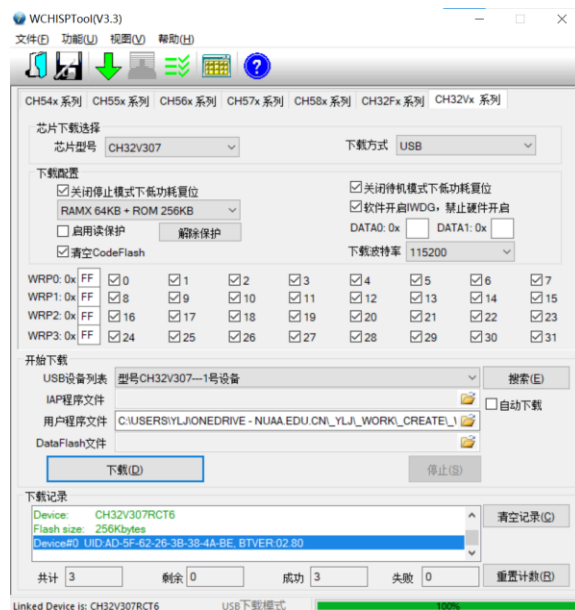 WCHISPTool(V3.3)
文件(F) 功能(U) 视图(V) 帮助(H)
CH54x 系列 CH55x 系列 CH56x 系列 CH57x 系列 CH58x 系列 CH32Fx 系列 CH32Vx 系列
芯片下载选择
芯片型号 CH32V307 下载方式 USB
下载配置
关闭停止模式下低功耗复位 关闭待机模式下低功耗复位
RAMX 64KB + ROM 256KB 软件开启IWDG，禁止硬件开启
启用读保护 解除保护 DATA0: 0x DATA1: 0x
清空CodeFlash 下载波特率 115200
WRP0: 0x FF 0 1 2 3 4 5 6 7
WRP1: 0x FF 8 9 10 11 12 13 14 15
WRP2: 0x FF 16 17 18 19 20 21 22 23
WRP3: 0x FF 24 25 26 27 28 29 30 31
开始下载
USB设备列表 型号CH32V307---1号设备 搜索(E)
IAP程序文件 自动下载
用户程序文件 C:\USERS\YLJ\ONEDRIVE - NUAA.EDU.CN\_YLJ\_WORK\_CREATE\_\
DataFlash文件
下载(D) 停止(S)
下载记录
Device: CH32V307RCT6 清空记录(C)
Flash size: 256Kbytes
Device#0 UID:AD-5F-62-26-3B-38-4A-BE, BTVER:02.80
共计 3 剩余 0 成功 3 失败 0 重置计数(R)
Linked Device is: CH32V307RCT6 USB下载模式 100%